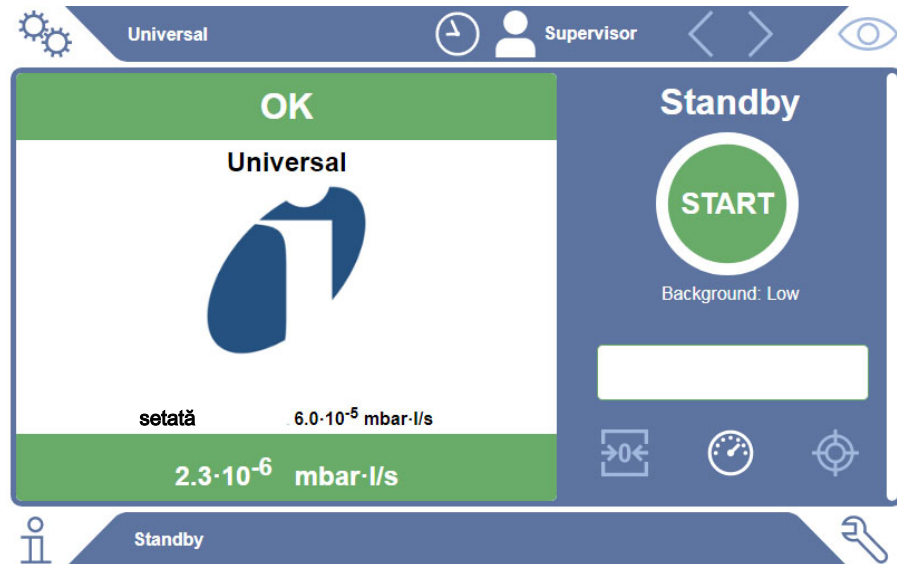 Universal
Supervisor
OK
Universal
setată 6.0·10⁻⁵ mbar·l/s
2.3·10⁻⁶ mbar·l/s
Standby
START
Background: Low
→0←
Standby